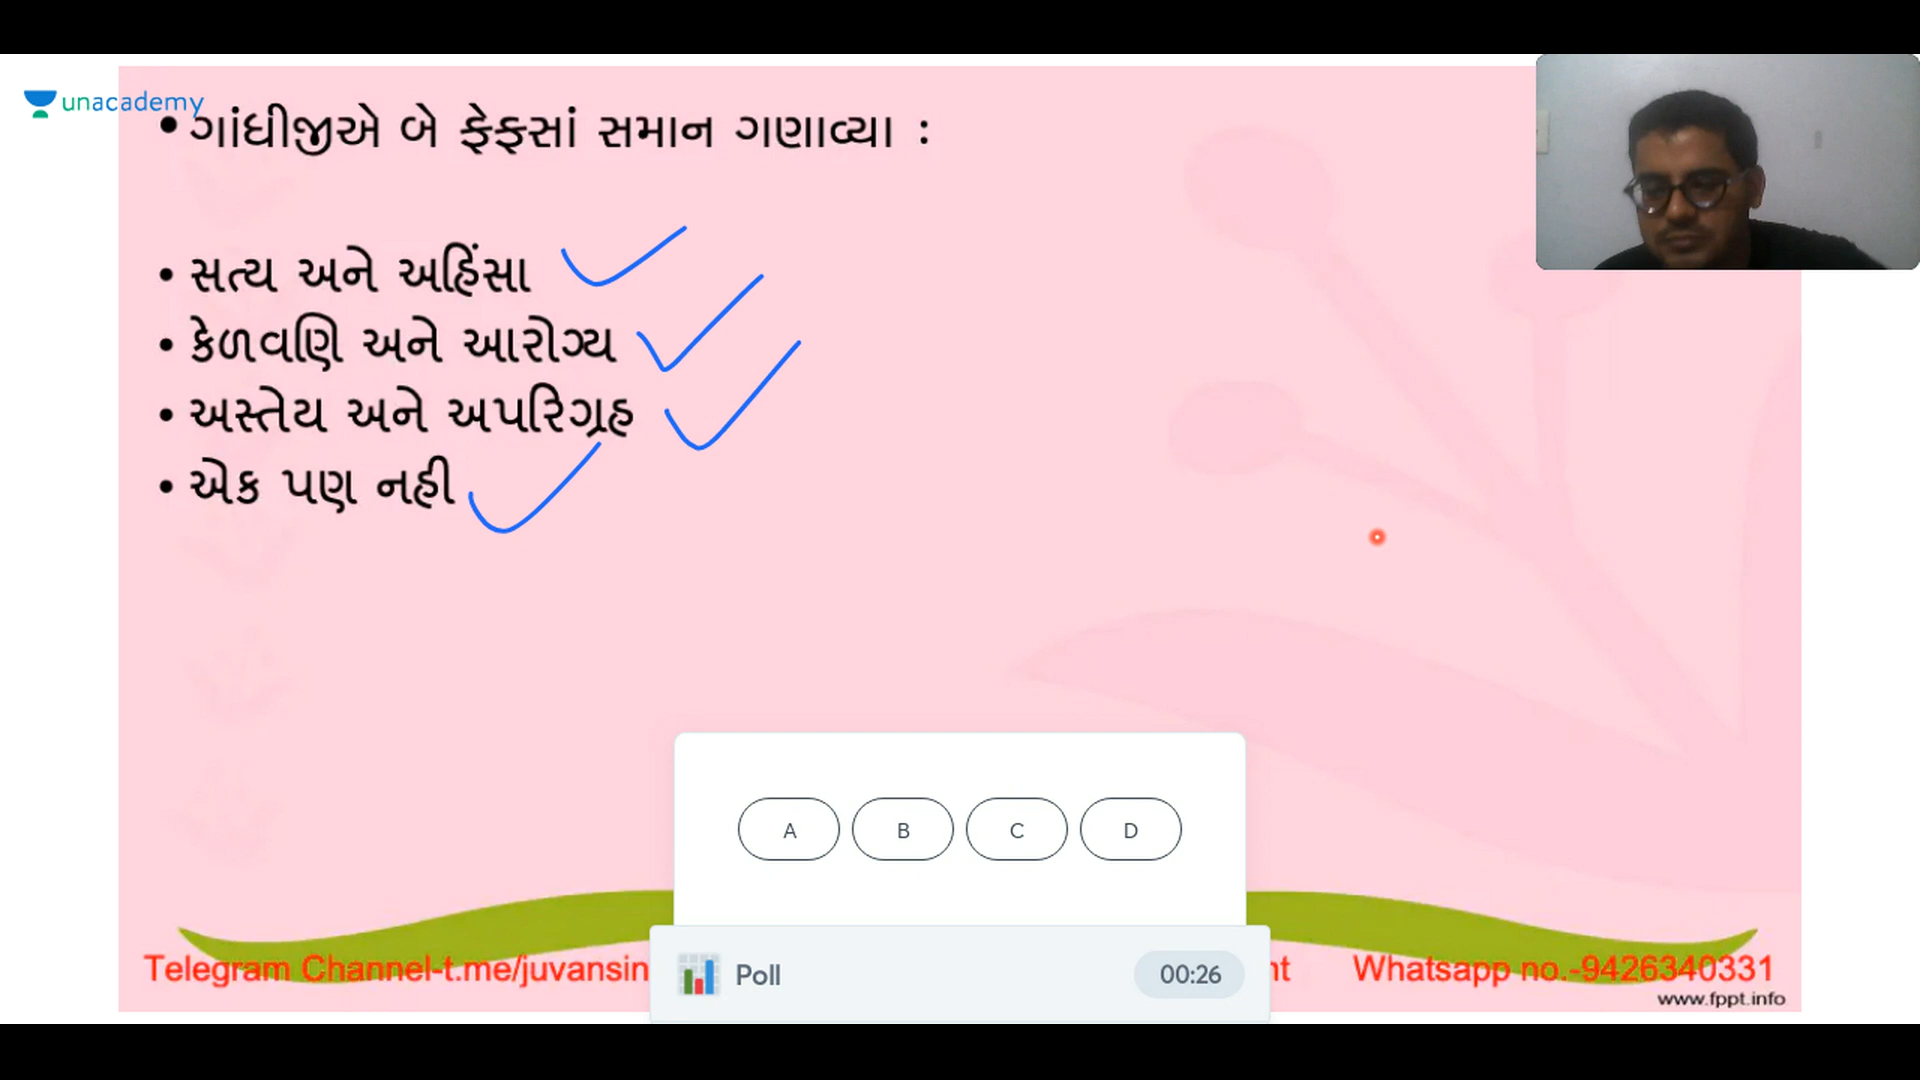 unacademy
• ગાંધીજીએ બે ફેફસાં સમાન ગણાવ્યા :
• સત્ય અને અહિંસા
• કેળવણિ અને આરોગ્ય
• અસ્તેય અને અપરિગ્રહ
• એક પણ નહી
A B C D
Telegram Channel-t.me/juvansin
Poll 00:26
Whatsapp no.-9426340331
www.fppt.info